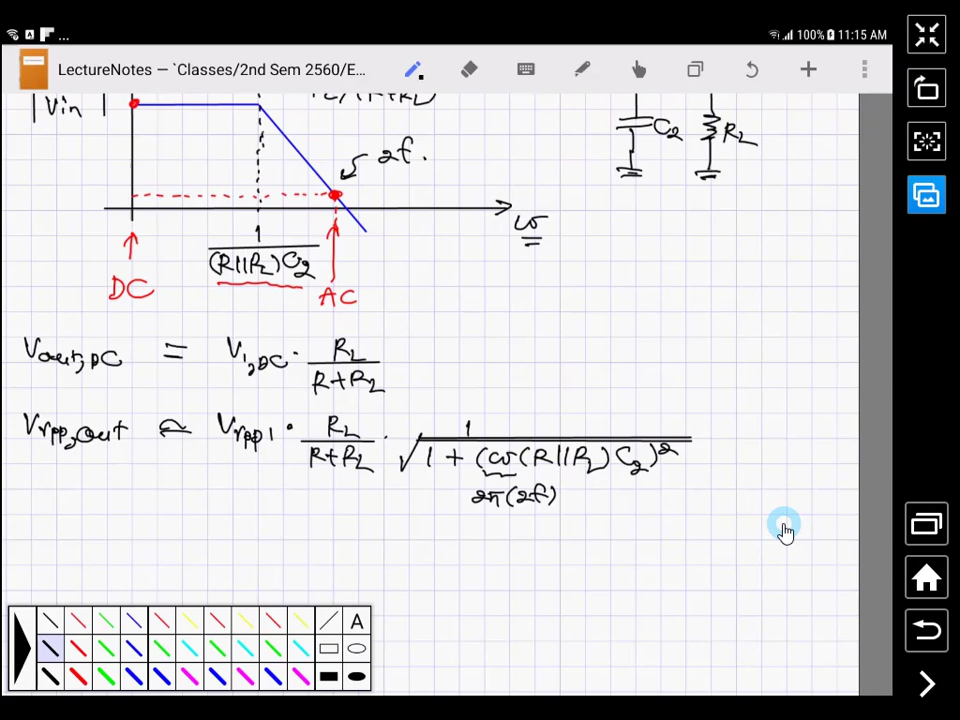 100% 11:15 AM
LectureNotes — `Classes/2nd Sem 2560/E...
| Vin |
C2
RL
2f.
ω
1
(R||RL)C2
DC
AC
Vout,DC = V1,DC · RL / (R+RL)
Vrpp,out ≃ Vrpp1 · RL / (R+RL) · 1 / √(1 + (ω(R||RL)C2)2)
2π(2f)
A